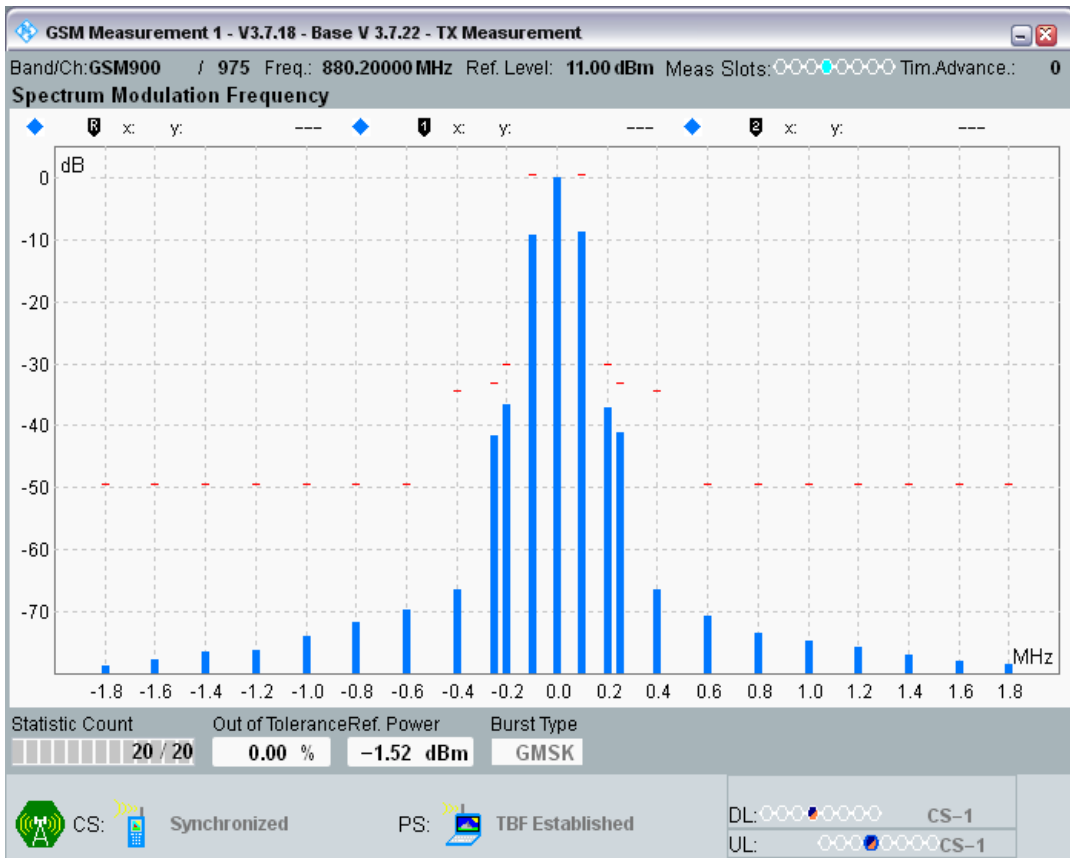 GSM Measurement 1 - V3.7.18 - Base V 3.7.22 - TX Measurement
Band/Ch:GSM900 / 975 Freq.: 880.20000 MHz Ref. Level: 11.00 dBm Meas Slots: Tim.Advance.: 0
Spectrum Modulation Frequency
R x: y: --- 1 x: y: --- 2 x: y: ---
dB
0
-10
-20
-30
-40
-50
-60
-70
MHz
-1.8 -1.6 -1.4 -1.2 -1.0 -0.8 -0.6 -0.4 -0.2 0.0 0.2 0.4 0.6 0.8 1.0 1.2 1.4 1.6 1.8
Statistic Count Out of Tolerance Ref. Power Burst Type
20 / 20 0.00 % −1.52 dBm GMSK
CS: Synchronized PS: TBF Established
DL: CS−1
UL: CS−1